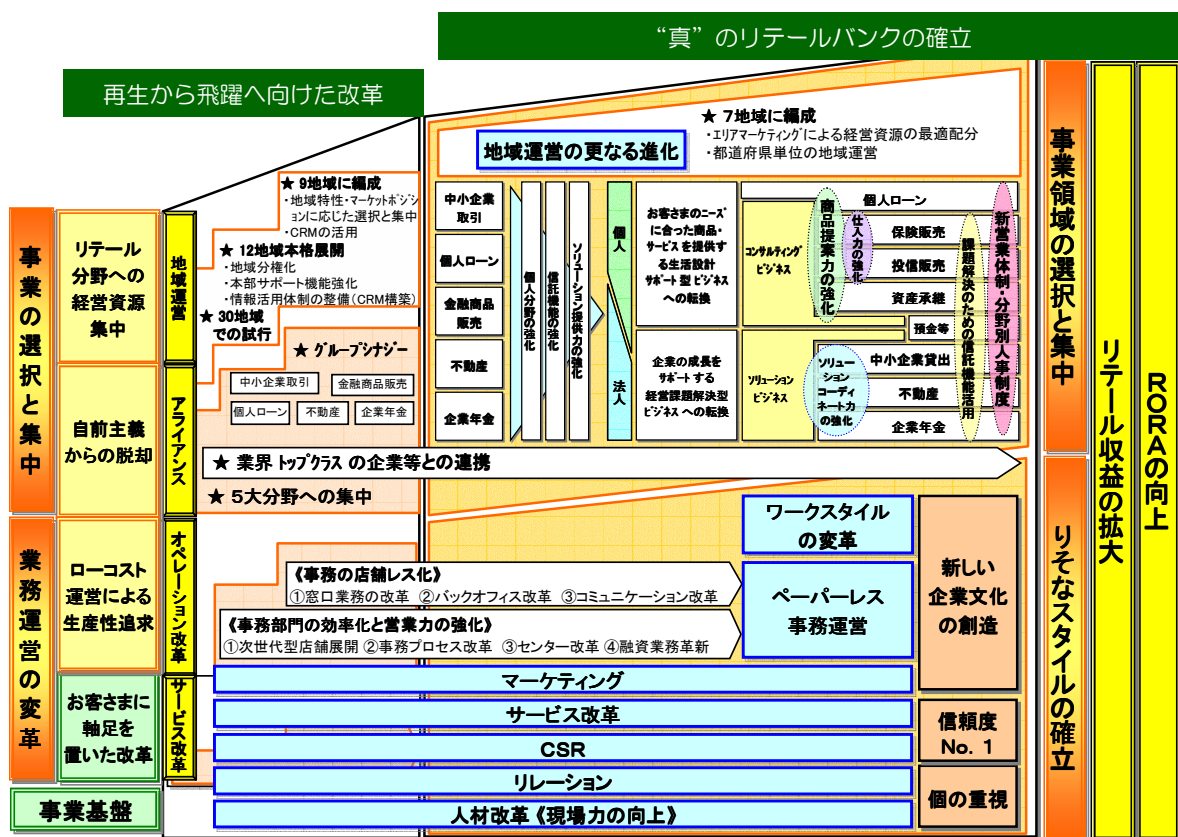 “真”のリテールバンクの確立
再生から飛躍へ向けた改革
事業の選択と集中
業務運営の変革
リテール
分野への
経営資源
集中
自前主義
からの脱却
ローコスト
運営による
生産性追求
お客さまに
軸足を
置いた改革
事業基盤
地域運営
アライアンス
オペレーション改革
サービス改革
★ 9地域に編成
・地域特性・マーケットポジシ
ョンに応じた選択と集中
・CRMの活用
★ 12地域本格展開
・地域分権化
・本部サポート機能強化
・情報活用体制の整備(CRM構築)
★ 30地域
での試行
★ グループシナジー
中小企業取引
金融商品販売
個人ローン
不動産
企業年金
★ 業界トップクラスの企業等との連携
★ 5大分野への集中
地域運営の更なる進化
★ 7地域に編成
・エリアマーケティングによる経営資源の最適配分
・都道府県単位の地域運営
中小企業
取引
個人ローン
金融商品
販売
不動産
企業年金
個人分野の強化
信託機能の強化
ソリューション提供力の強化
個人
法人
お客さまのニーズ
に合った商品・
サービスを提供す
る生活設計
サポート型ビジネス
への転換
企業の成長を
サポートする
経営課題解決型
ビジネスへの転換
コンサルティング
ビジネス
ソリューション
ビジネス
商品提案力の強化
仕入力の強化
ソリュー
ション
コーディ
ネート力
の強化
個人ローン
保険販売
投信販売
資産承継
預金等
中小企業貸出
不動産
企業年金
課題解決のための信託機能活用
新営業体制・分野別人事制度
《事務の店舗レス化》
①窓口業務の改革 ②バックオフィス改革 ③コミュニケーション改革
《事務部門の効率化と営業力の強化》
①次世代型店舗展開 ②事務プロセス改革 ③センター改革 ④融資業務革新
ワークスタイル
の変革
ペーパーレス
事務運営
新しい
企業文化
の創造
マーケティング
サービス改革
CSR
リレーション
人材改革《現場力の向上》
信頼度
No. 1
個の重視
事業領域の選択と集中
りそなスタイルの確立
リテール収益の拡大
RORAの向上